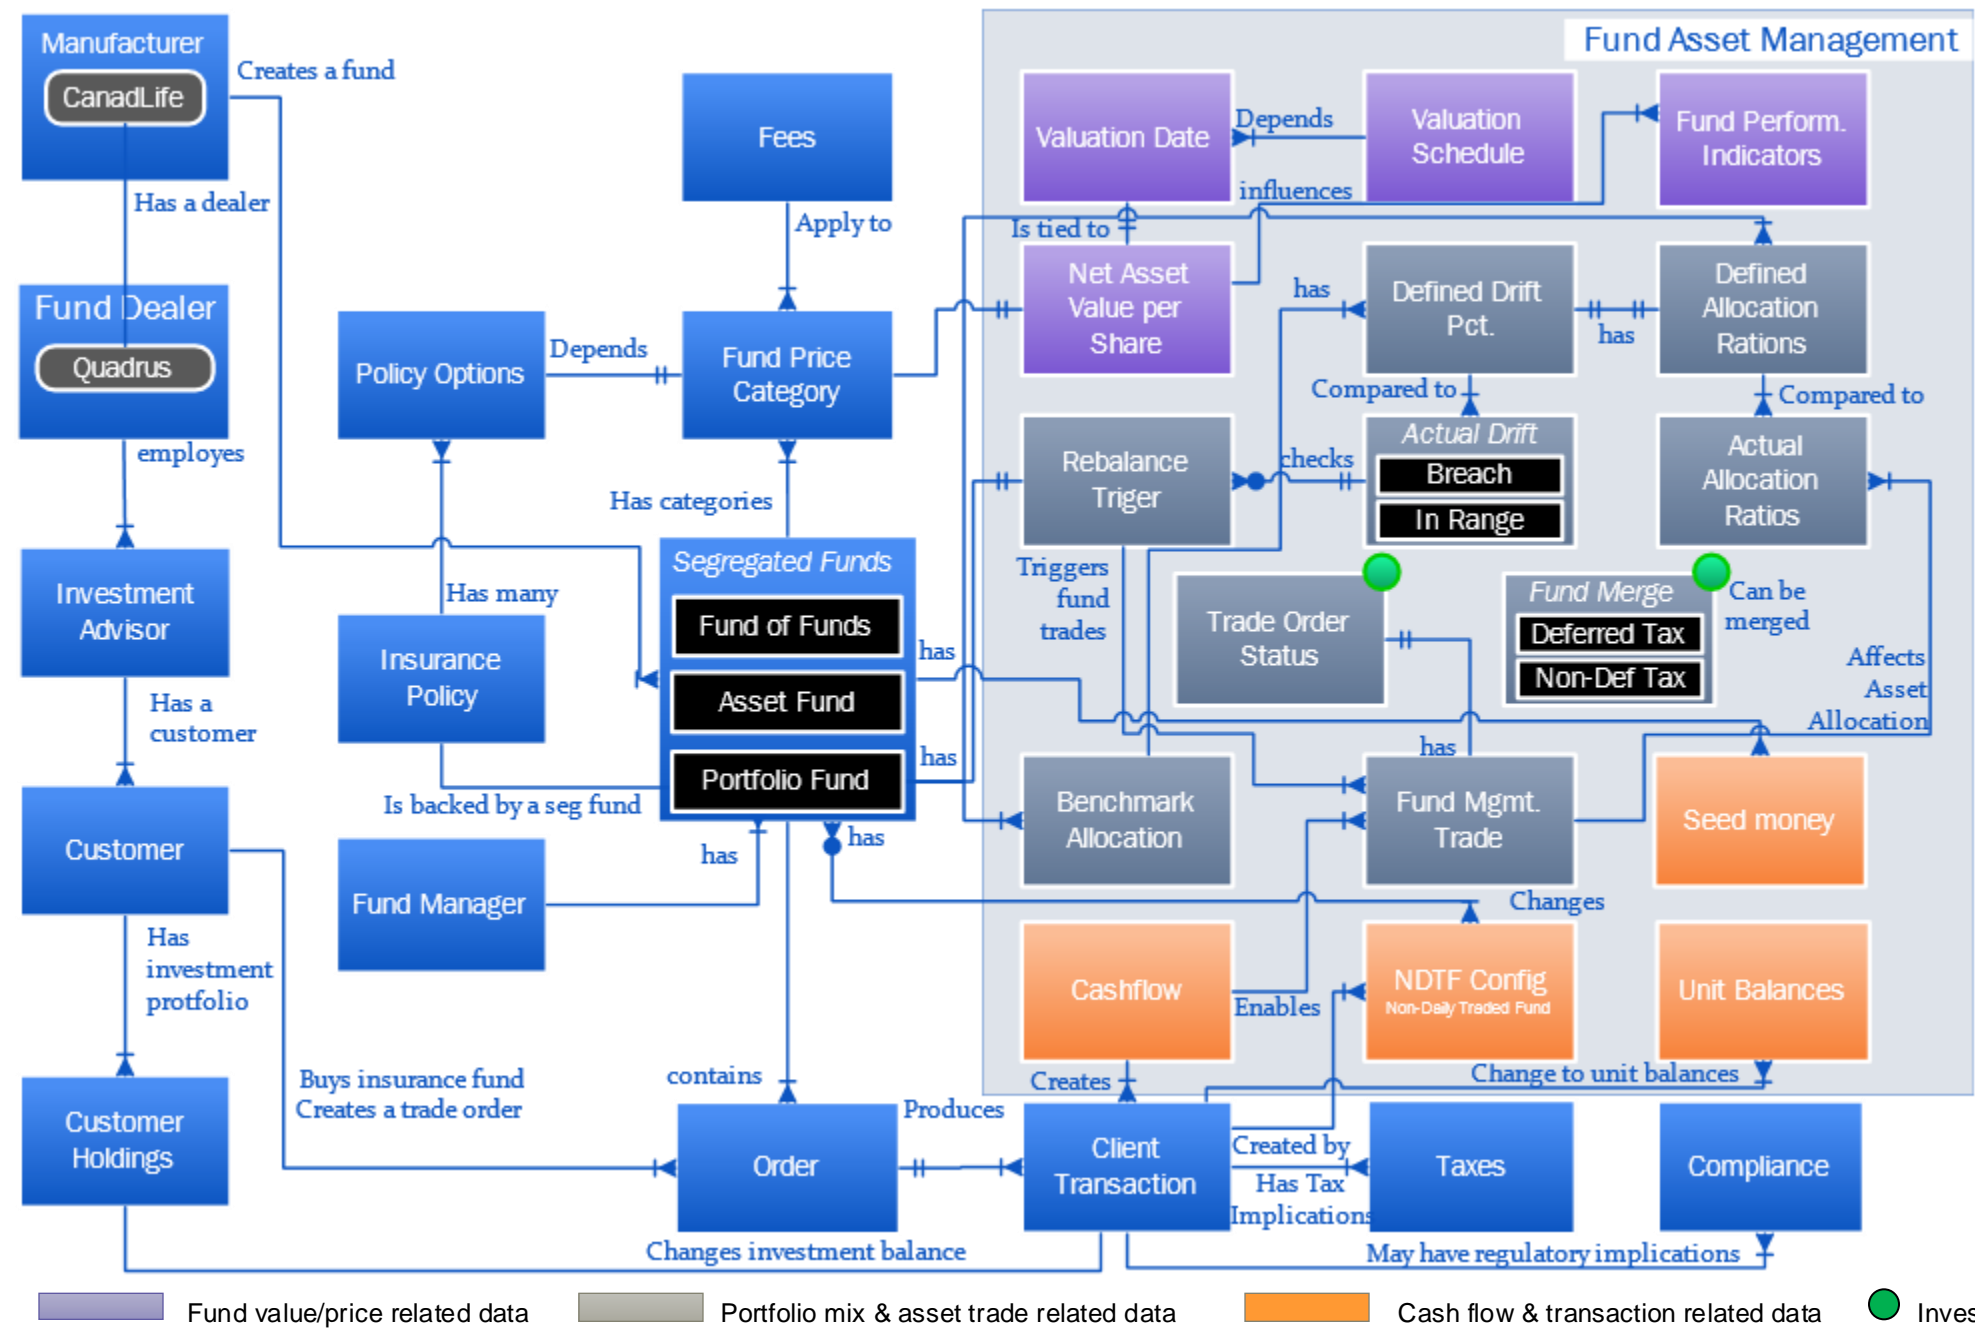 Fund Asset Management
Manufacturer
CanadLife
Creates a fund
Has a dealer
Fund Dealer
Quadrus
employes
Investment
Advisor
Has a
customer
Customer
Has
investment
protfolio
Customer
Holdings
Buys insurance fund
Creates a trade order
Changes investment balance
Fees
Apply to
Policy Options
Depends
Fund Price
Category
Has categories
Has many
Insurance
Policy
Is backed by a seg fund
Fund Manager
has
Segregated Funds
Fund of Funds
Asset Fund
Portfolio Fund
has
has
has
contains
Order
Produces
Valuation Date
Depends
Valuation
Schedule
Fund Perform.
Indicators
influences
Is tied to
Net Asset
Value per
Share
has
Defined Drift
Pct.
has
Defined
Allocation
Rations
Compared to
Compared to
Rebalance
Triger
checks
Actual Drift
Breach
In Range
Actual
Allocation
Ratios
Triggers
fund
trades
Trade Order
Status
Fund Merge
Deferred Tax
Non-Def Tax
Can be
merged
Affects
Asset
Allocation
has
Benchmark
Allocation
Fund Mgmt.
Trade
Seed money
Changes
Cashflow
Enables
NDTF Config
Non-Daily Traded Fund
Unit Balances
Creates
Change to unit balances
Client
Transaction
Created by
Has Tax
Implications
Taxes
Compliance
May have regulatory implications
Fund value/price related data
Portfolio mix & asset trade related data
Cash flow & transaction related data